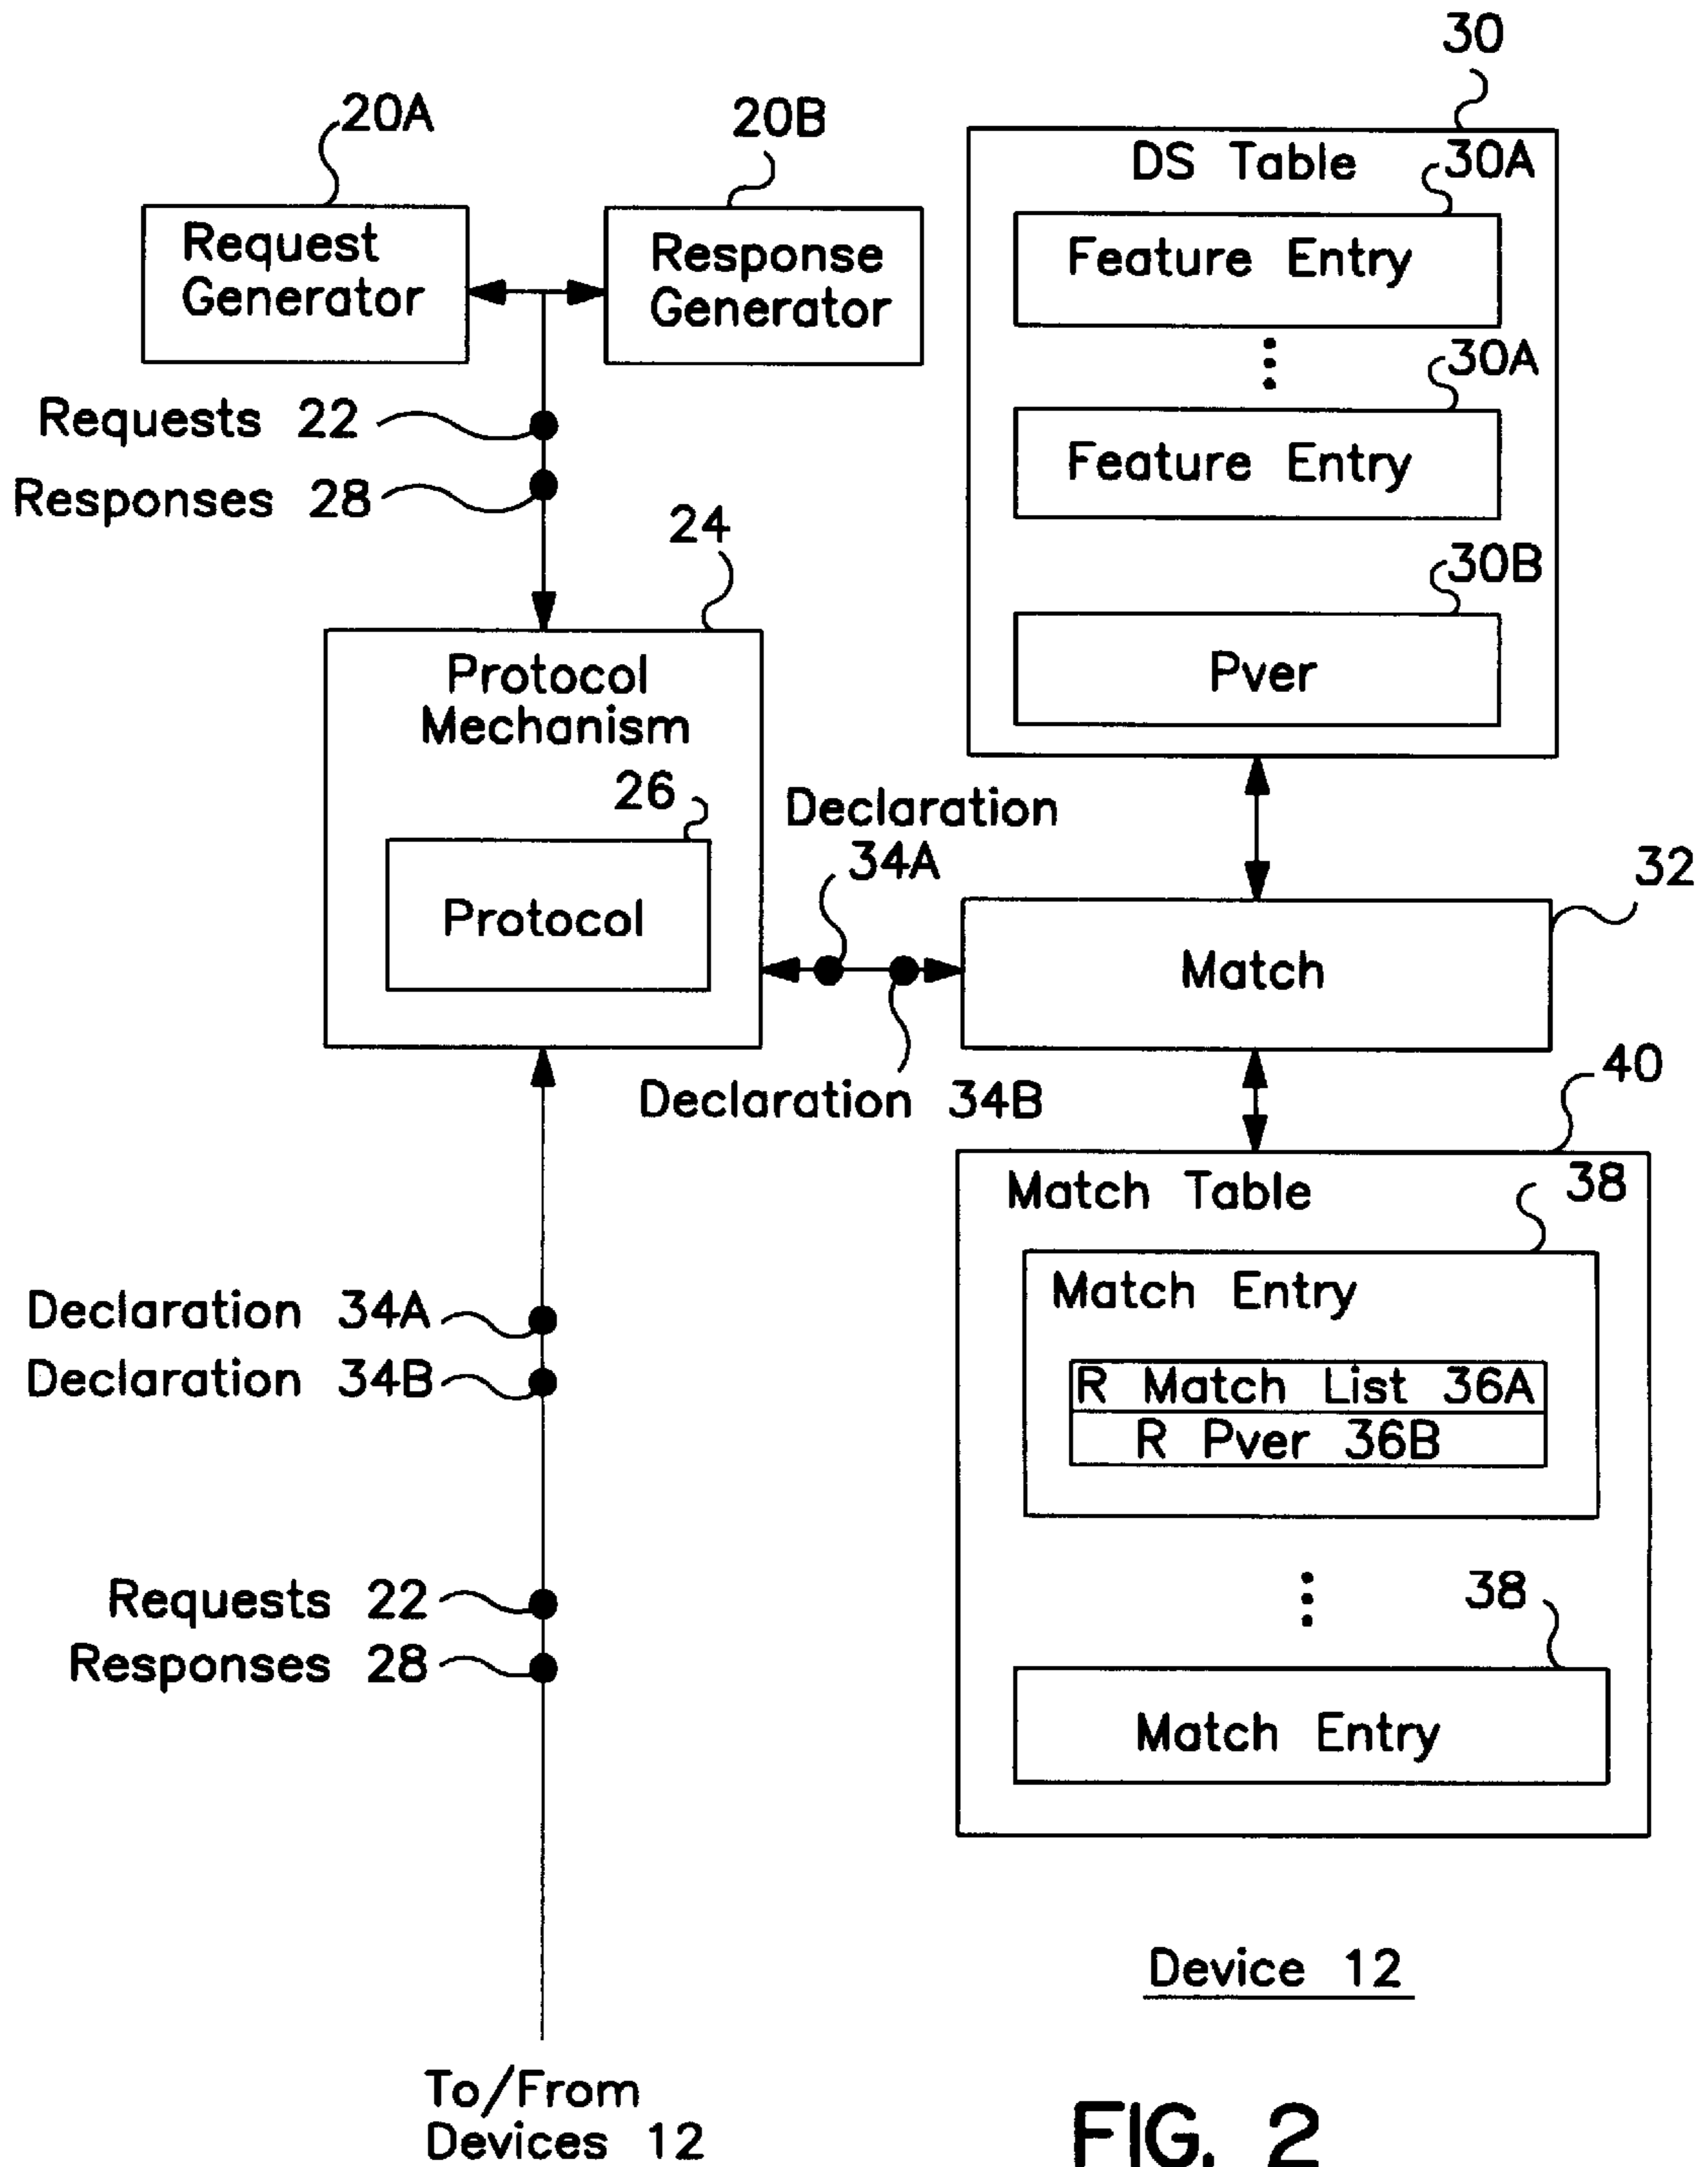 30
20A
20B
DS Table
30A
Request
Generator
Response
Generator
Feature Entry
30A
Requests 22
Feature Entry
Responses 28
24
30B
Protocol
Mechanism
Pver
26
Declaration
34A
32
Protocal
Match
Declaration 34B
40
Match Table
38
Match Entry
Declaration 34A
Declaration 34B
R Match List 36A
R Pver 36B
Requests 22
38
Responses 28
Match Entry
Device 12
To/From
Devices 12
FIG. 2